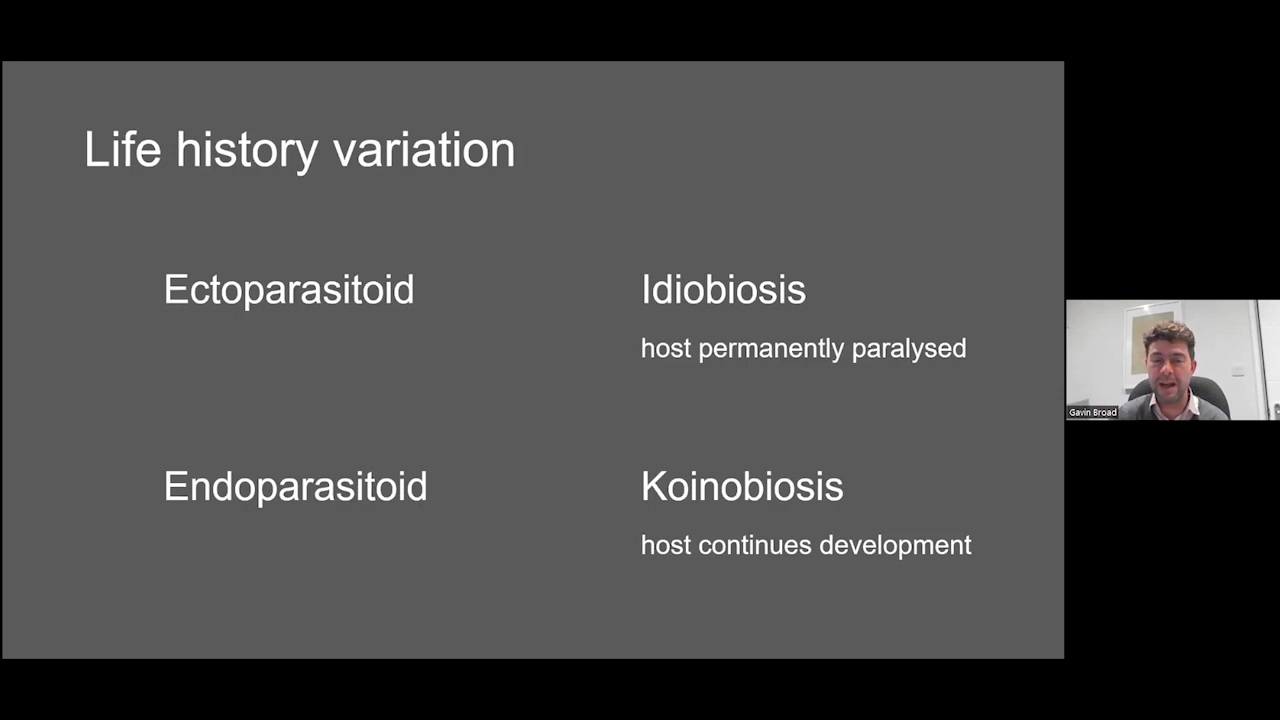 Life history variation
Ectoparasitoid
Idiobiosis
host permanently paralysed
Endoparasitoid
Koinobiosis
host continues development
Gavin Broad